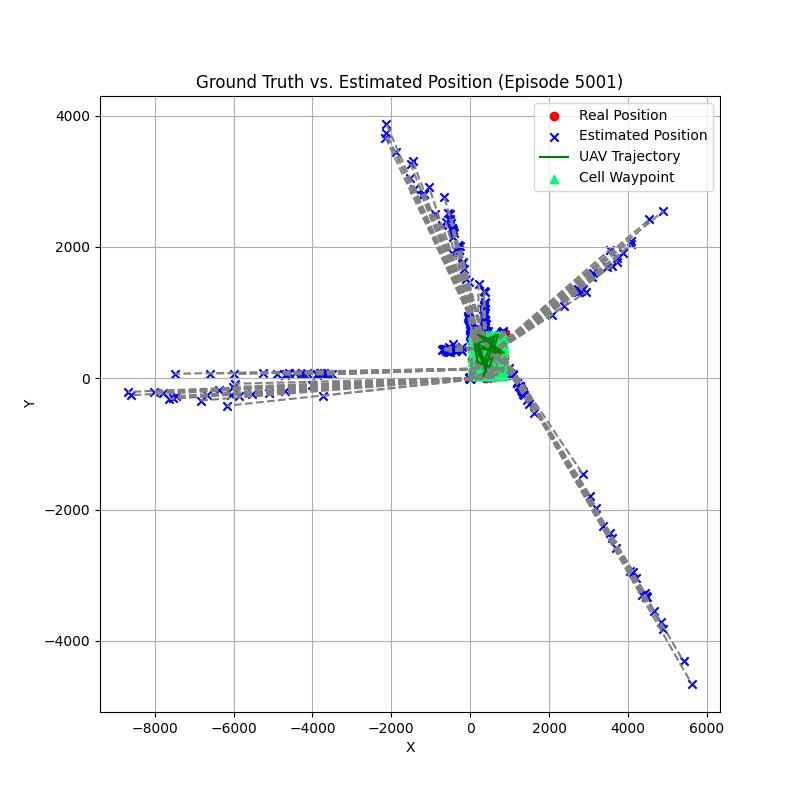 Ground Truth vs. Estimated Position (Episode 5001)
Real Position
Estimated Position
UAV Trajectory
Cell Waypoint
4000
2000
0
−2000
−4000
Y
−8000 −6000 −4000 −2000 0 2000 4000 6000
X